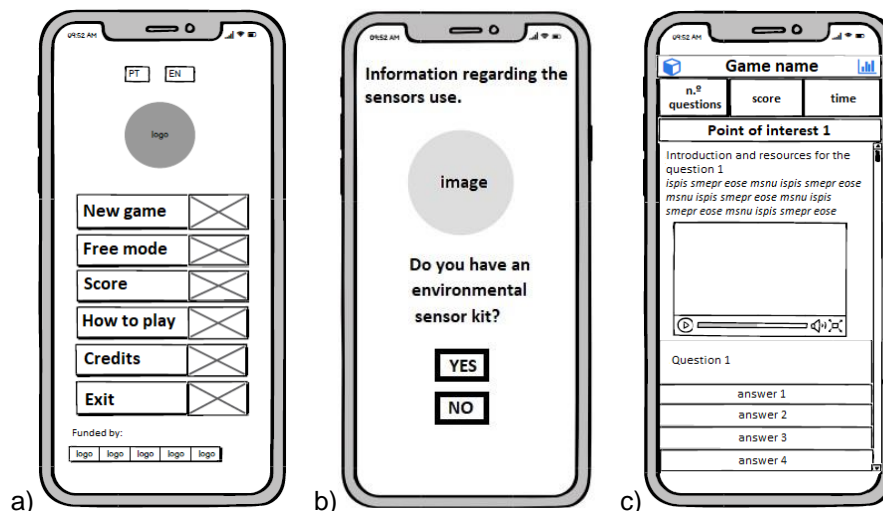 09:52 AM
PT EN
logo
New game
Free mode
Score
How to play
Credits
Exit
Funded by:
logo logo logo logo logo
a)
09:52 AM
Information regarding the
sensors use.
image
Do you have an
environmental
sensor kit?
YES
NO
b)
09:52 AM
Game name
n.º
questions
score
time
Point of interest 1
Introduction and resources for the
question 1
ispis smepr eose msnu ispis smepr eose
msnu ispis smepr eose msnu ispis
smepr eose msnu ispis smepr eose
Question 1
answer 1
answer 2
answer 3
answer 4
c)